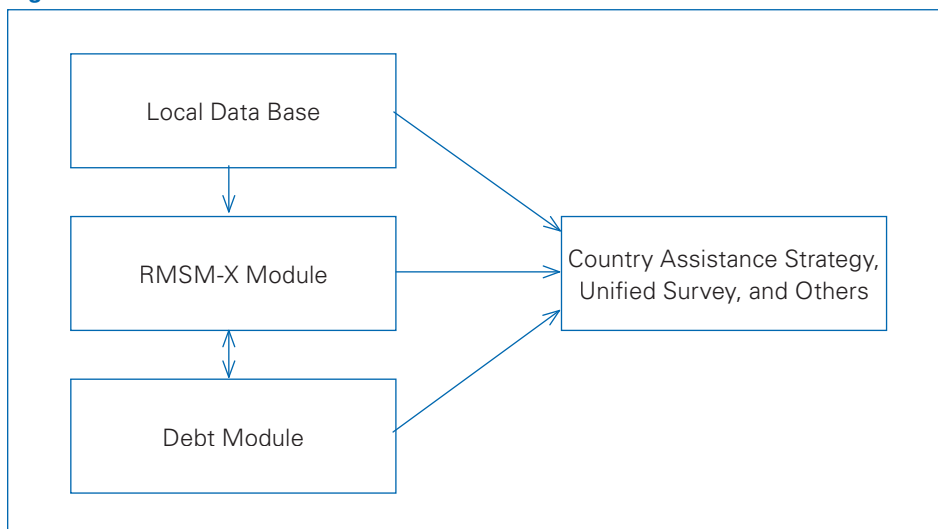 Local Data Base
RMSM-X Module
Country Assistance Strategy,
Unified Survey, and Others
Debt Module